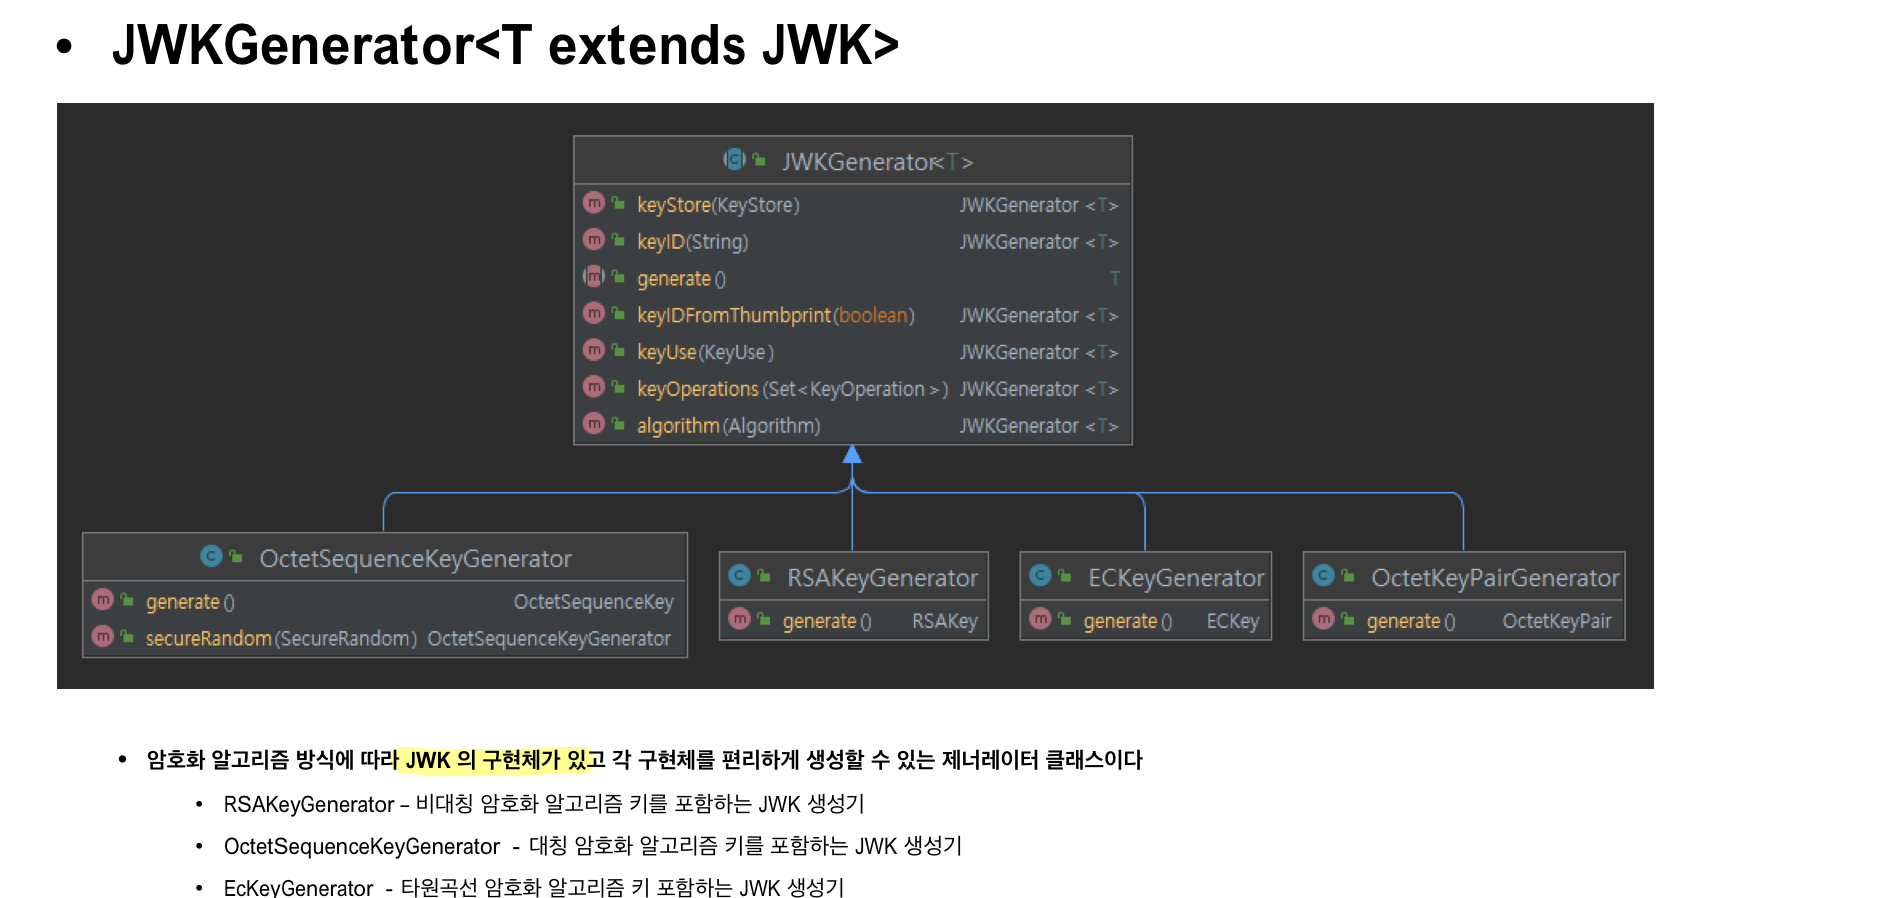 • JWKGenerator<T extends JWK>
JWKGenerator<T>
keyStore(KeyStore) JWKGenerator <T>
keyID(String) JWKGenerator <T>
generate() T
keyIDFromThumbprint(boolean) JWKGenerator <T>
keyUse(KeyUse) JWKGenerator <T>
keyOperations(Set<KeyOperation>) JWKGenerator <T>
algorithm(Algorithm) JWKGenerator <T>
OctetSequenceKeyGenerator
generate() OctetSequenceKey
secureRandom(SecureRandom) OctetSequenceKeyGenerator
RSAKeyGenerator
generate() RSAKey
ECKeyGenerator
generate() ECKey
OctetKeyPairGenerator
generate() OctetKeyPair
• 암호화 알고리즘 방식에 따라 JWK 의 구현체가 있고 각 구현체를 편리하게 생성할 수 있는 제너레이터 클래스이다
• RSAKeyGenerator – 비대칭 암호화 알고리즘 키를 포함하는 JWK 생성기
• OctetSequenceKeyGenerator - 대칭 암호화 알고리즘 키를 포함하는 JWK 생성기
• EcKeyGenerator - 타원곡선 암호화 알고리즘 키 포함하는 JWK 생성기